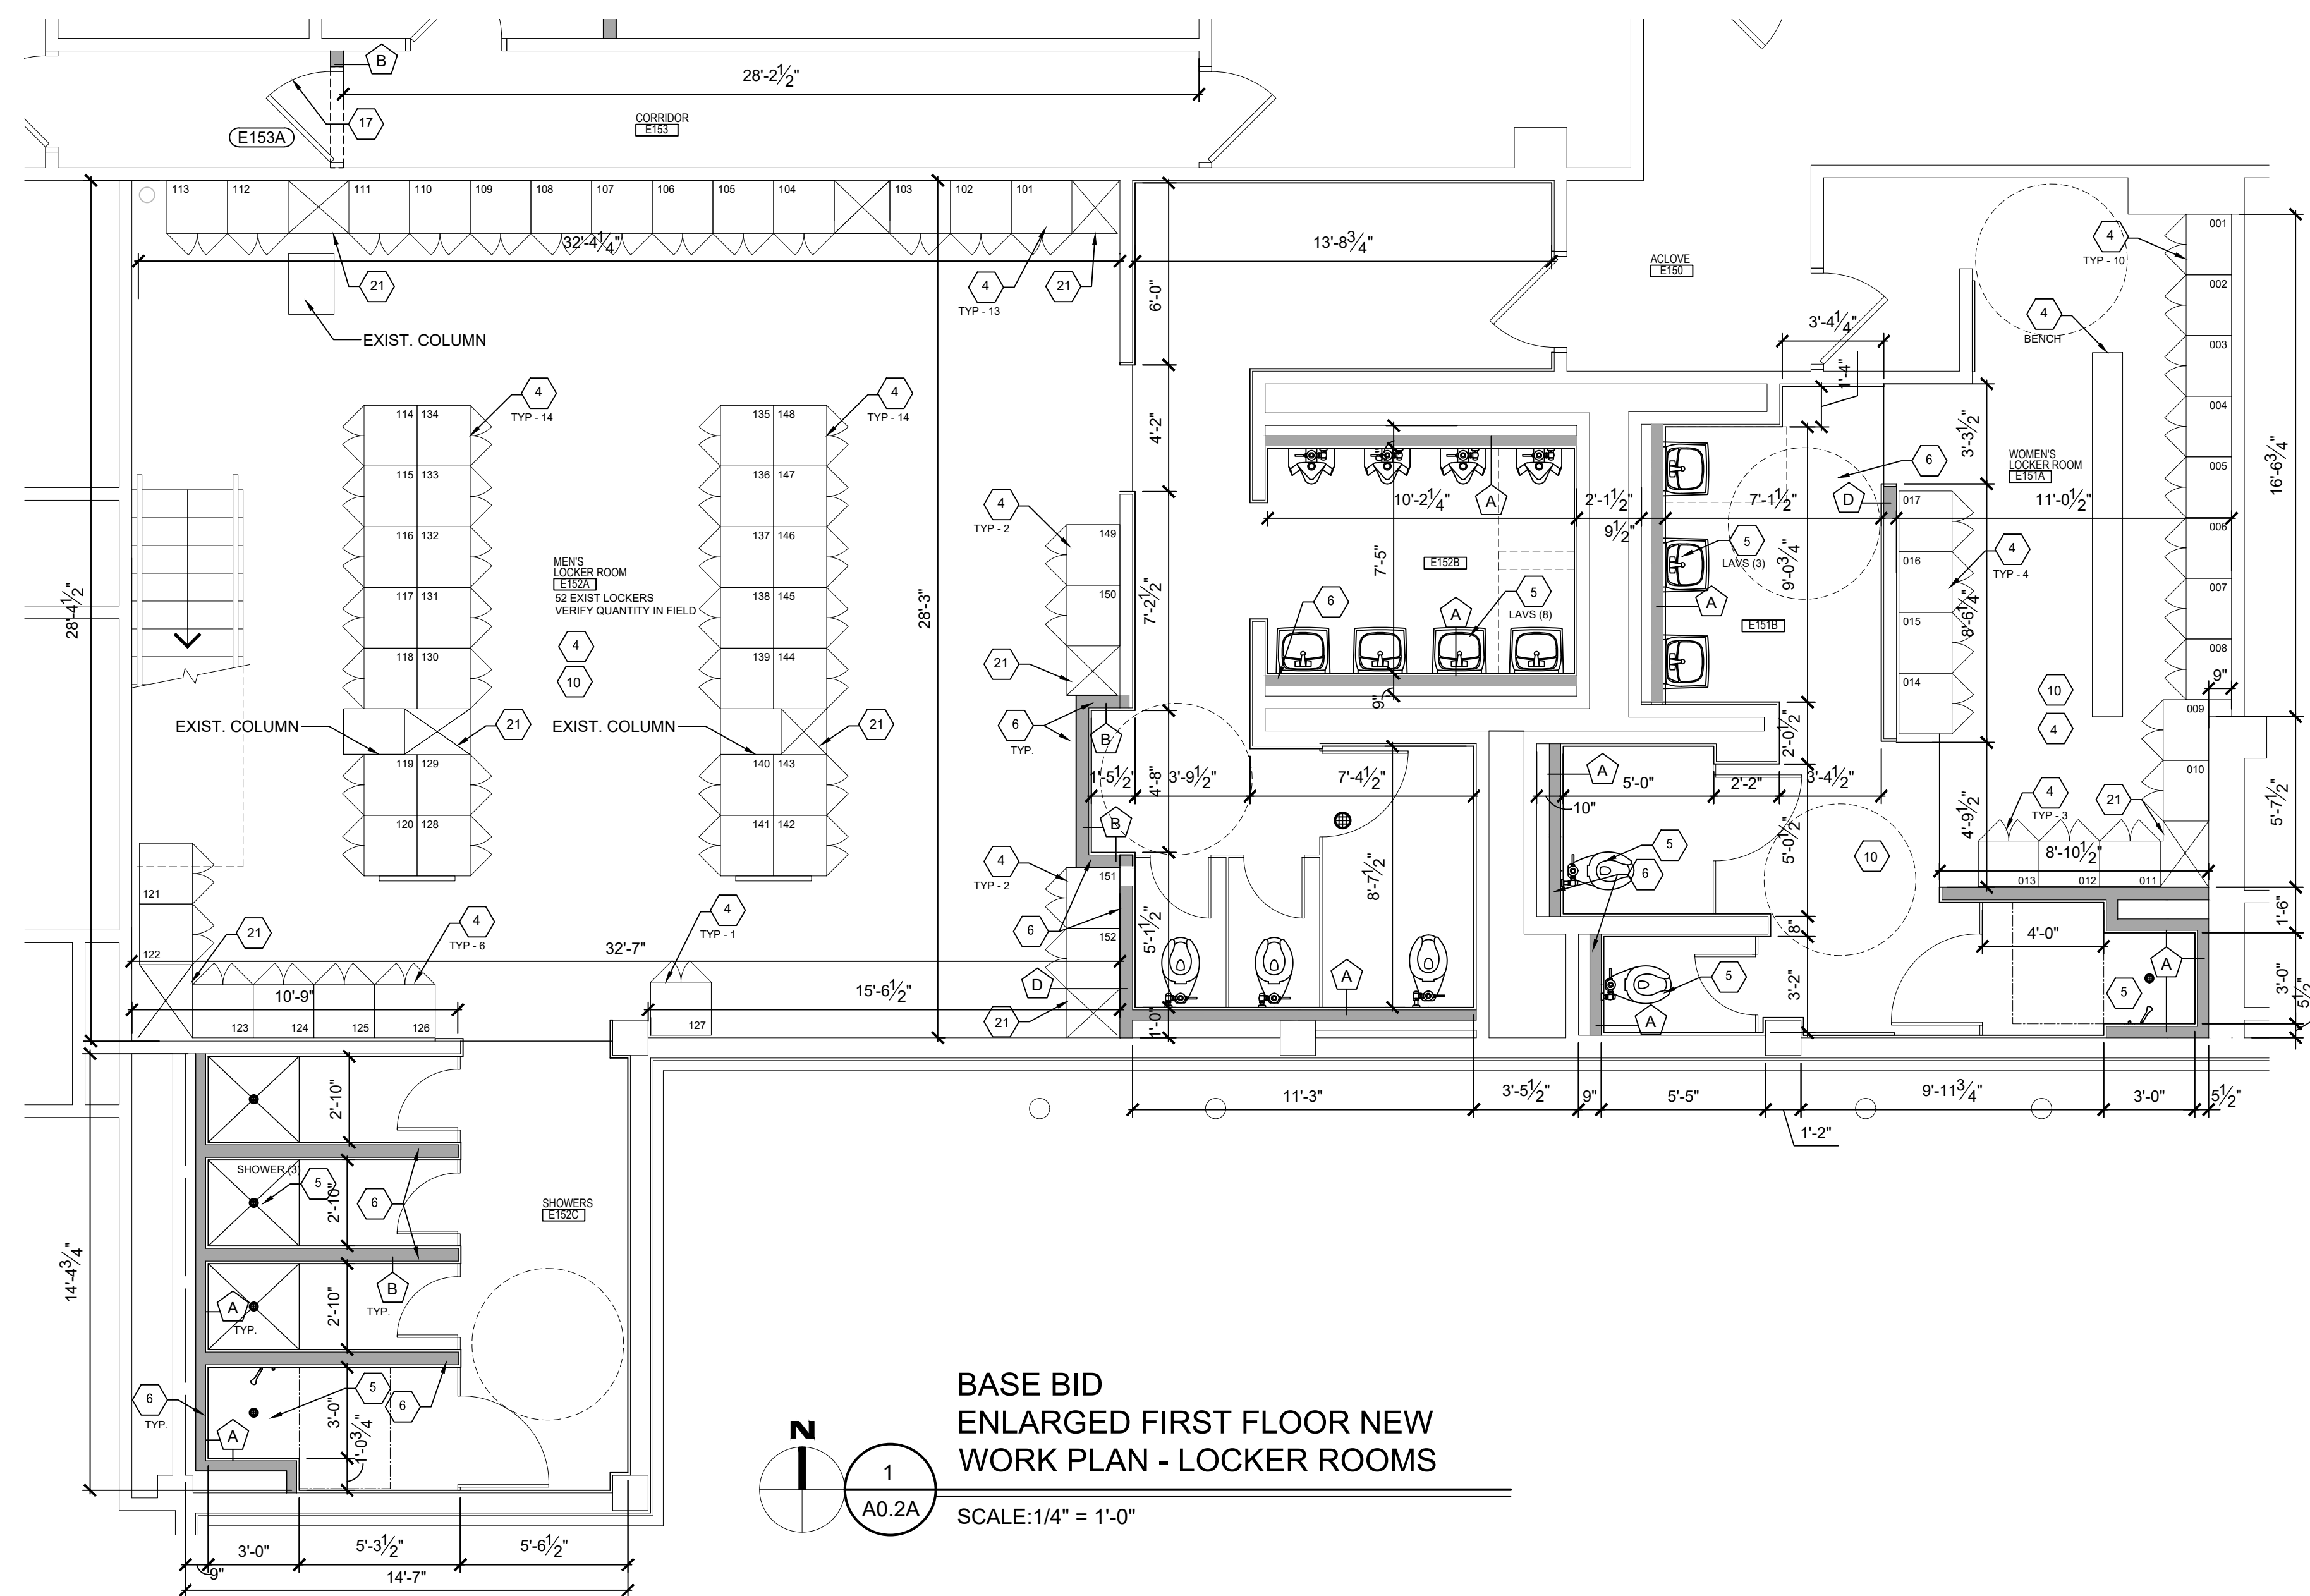 B
28'-2 1/2"
17
E153A
CORRIDOR
E153
113
112
111
110
109
108
107
106
105
104
103
102
101
32'-4 1/4"
13'-8 3/4"
ACLOVE
E150
21
4
TYP - 13
21
6'-0"
EXIST. COLUMN
4
TYP - 10
4
BENCH
001
002
003
004
005
006
007
008
009
010
3'-4 1/4"
1'-4"
4
TYP - 14
4
TYP - 14
114 134
115 133
116 132
117 131
118 130
119 129
120 128
135 148
136 147
137 146
138 145
139 144
140 143
141 142
28'-4 1/2"
28'-3"
4'-2"
3'-3 1/2"
16'-6 3/4"
6
WOMEN'S
LOCKER ROOM
E151A
4
TYP - 2
149
150
10'-2 1/4"
A
2'-1 1/2"
9 1/2"
7'-1 1/2"
D
11'-0 1/2"
017
016
015
014
MEN'S
LOCKER ROOM
E152A
52 EXIST LOCKERS
VERIFY QUANTITY IN FIELD
4
10
7'-5"
E152B
5
LAVS (3)
9'-0 3/4"
4
TYP - 4
8'-6 1/4"
7'-2 1/2"
6
A
5
LAVS (8)
A
E151B
21
9"
9"
10
4
EXIST. COLUMN
21
EXIST. COLUMN
21
6
TYP.
B
2'-0 1/2"
1'-5 1/2"
4'-8"
3'-9 1/2"
7'-4 1/2"
A
5'-0"
2'-2"
3'-4 1/2"
10"
B
4
TYP - 3
21
5'-7 1/2"
4'-9 1/2"
8'-10 1/2"
5'-0 1/2"
10
5
6
4
TYP - 2
151
152
8'-7 1/2"
013
012
011
121
122
21
4
TYP - 6
4
TYP - 1
6
5'-1 1/2"
8"
4'-0"
1'-6"
32'-7"
10'-9"
15'-6 1/2"
D
A
5
3'-2"
A
5
3'-0"
5 1/2"
123
124
125
126
127
21
1'-0"
A
2'-10"
11'-3"
3'-5 1/2"
9"
5'-5"
1'-2"
9'-11 3/4"
3'-0"
5 1/2"
SHOWER (3)
5
2'-10"
6
SHOWERS
E152C
14'-4 3/4"
B
TYP.
A
TYP.
2'-10"
6
TYP.
5
6
3'-0"
A
1'-0 3/4"
BASE BID
ENLARGED FIRST FLOOR NEW
WORK PLAN - LOCKER ROOMS
N
1
A0.2A
SCALE:1/4" = 1'-0"
3'-0"
5'-3 1/2"
5'-6 1/2"
9"
14'-7"